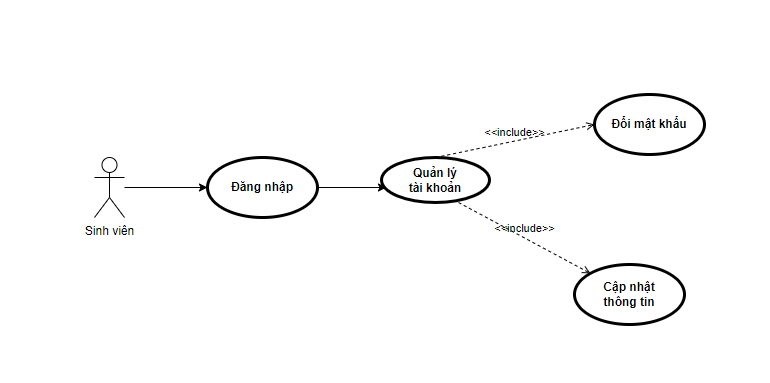 Đổi mật khẩu
<<include>>
Quản lý
tài khoản
Đăng nhập
Sinh viên
<<include>>
Cập nhật
thông tin